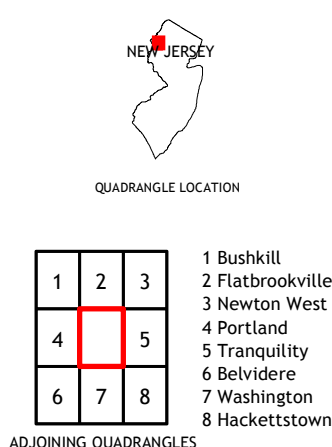 NEW JERSEY
QUADRANGLE LOCATION
1 2 3
4 5
6 7 8
1 Bushkill
2 Flatbrookville
3 Newton West
4 Portland
5 Tranquility
6 Belvidere
7 Washington
8 Hackettstown
ADJOINING QUADRANGLES